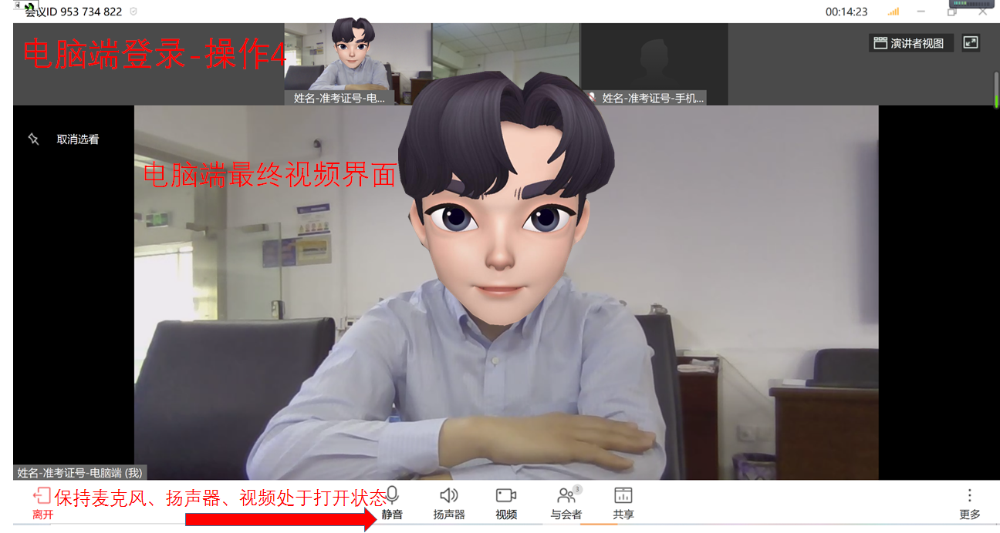 会议ID 953 734 822
00:14:23
电脑端登录-操作4
演讲者视图
姓名-准考证号-电...
姓名-准考证号-手机...
取消选看
电脑端最终视频界面
姓名-准考证号-电脑端 (我)
保持麦克风、扬声器、视频处于打开状态
3
离开
静音
扬声器
视频
与会者
共享
更多